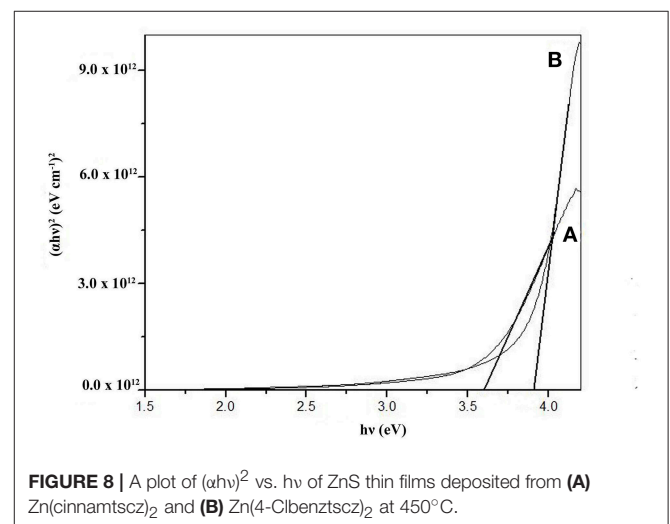 9.0 x 10¹²
6.0 x 10¹²
3.0 x 10¹²
0.0 x 10¹²
(αhν)² (eV cm⁻¹)²
B
A
1.5 2.0 2.5 3.0 3.5 4.0
hν (eV)
FIGURE 8 | A plot of (αhν)² vs. hν of ZnS thin films deposited from (A)
Zn(cinnamtscz)₂ and (B) Zn(4-Clbenztscz)₂ at 450°C.